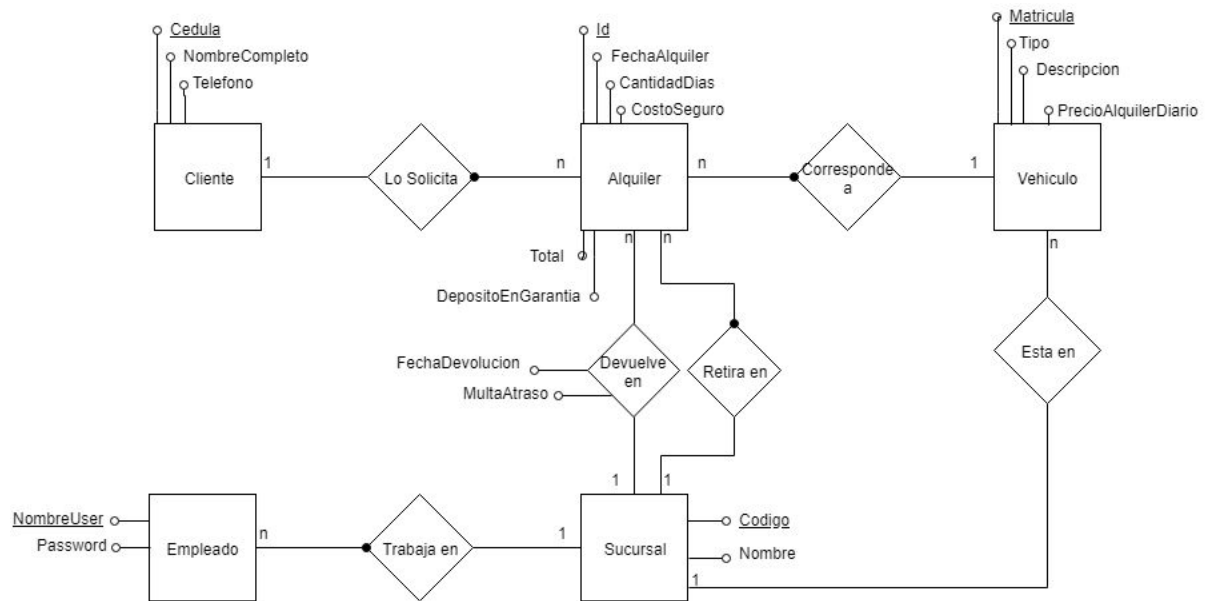 Cedula
NombreCompleto
Telefono
Id
FechaAlquiler
CantidadDias
CostoSeguro
Matricula
Tipo
Descripcion
PrecioAlquilerDiario
Cliente
1
Lo Solicita
n
Alquiler
n
Corresponde
a
1
Vehiculo
Total
DepositoEnGarantia
n
n
n
FechaDevolucion
MultaAtraso
Devuelve
en
Retira en
Esta en
1
1
NombreUser
Password
Empleado
n
Trabaja en
1
Sucursal
Codigo
Nombre
1